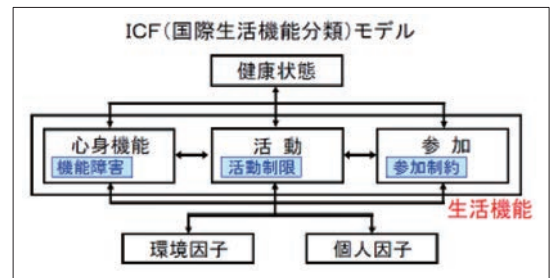 ICF(国際生活機能分類)モデル
健康状態
心身機能
機能障害
活 動
活動制限
参 加
参加制約
生活機能
環境因子
個人因子